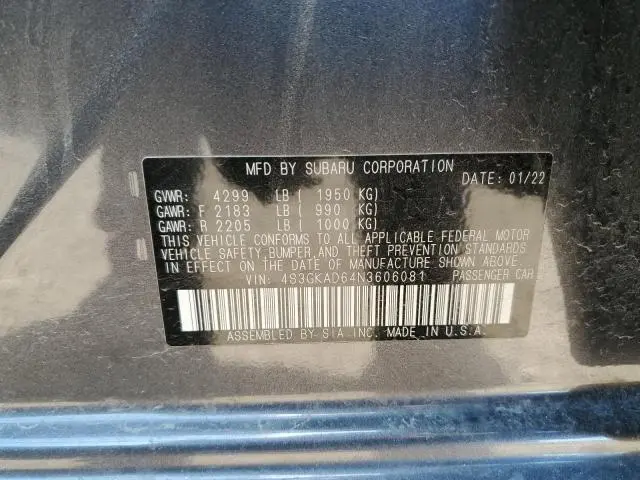 MFD BY SUBARU CORPORATION
DATE: 01/22
GVWR: 4299 LB ( 1950 KG)
GAWR: F 2183 LB ( 990 KG)
GAWR: R 2205 LB ( 1000 KG)
THIS VEHICLE CONFORMS TO ALL APPLICABLE FEDERAL MOTOR
VEHICLE SAFETY, BUMPER, AND THEFT PREVENTION STANDARDS
IN EFFECT ON THE DATE OF MANUFACTURE SHOWN ABOVE.
VIN: 4S3GKAD64N3606081 PASSENGER CAR
ASSEMBLED BY S I A INC. MADE IN U.S.A.